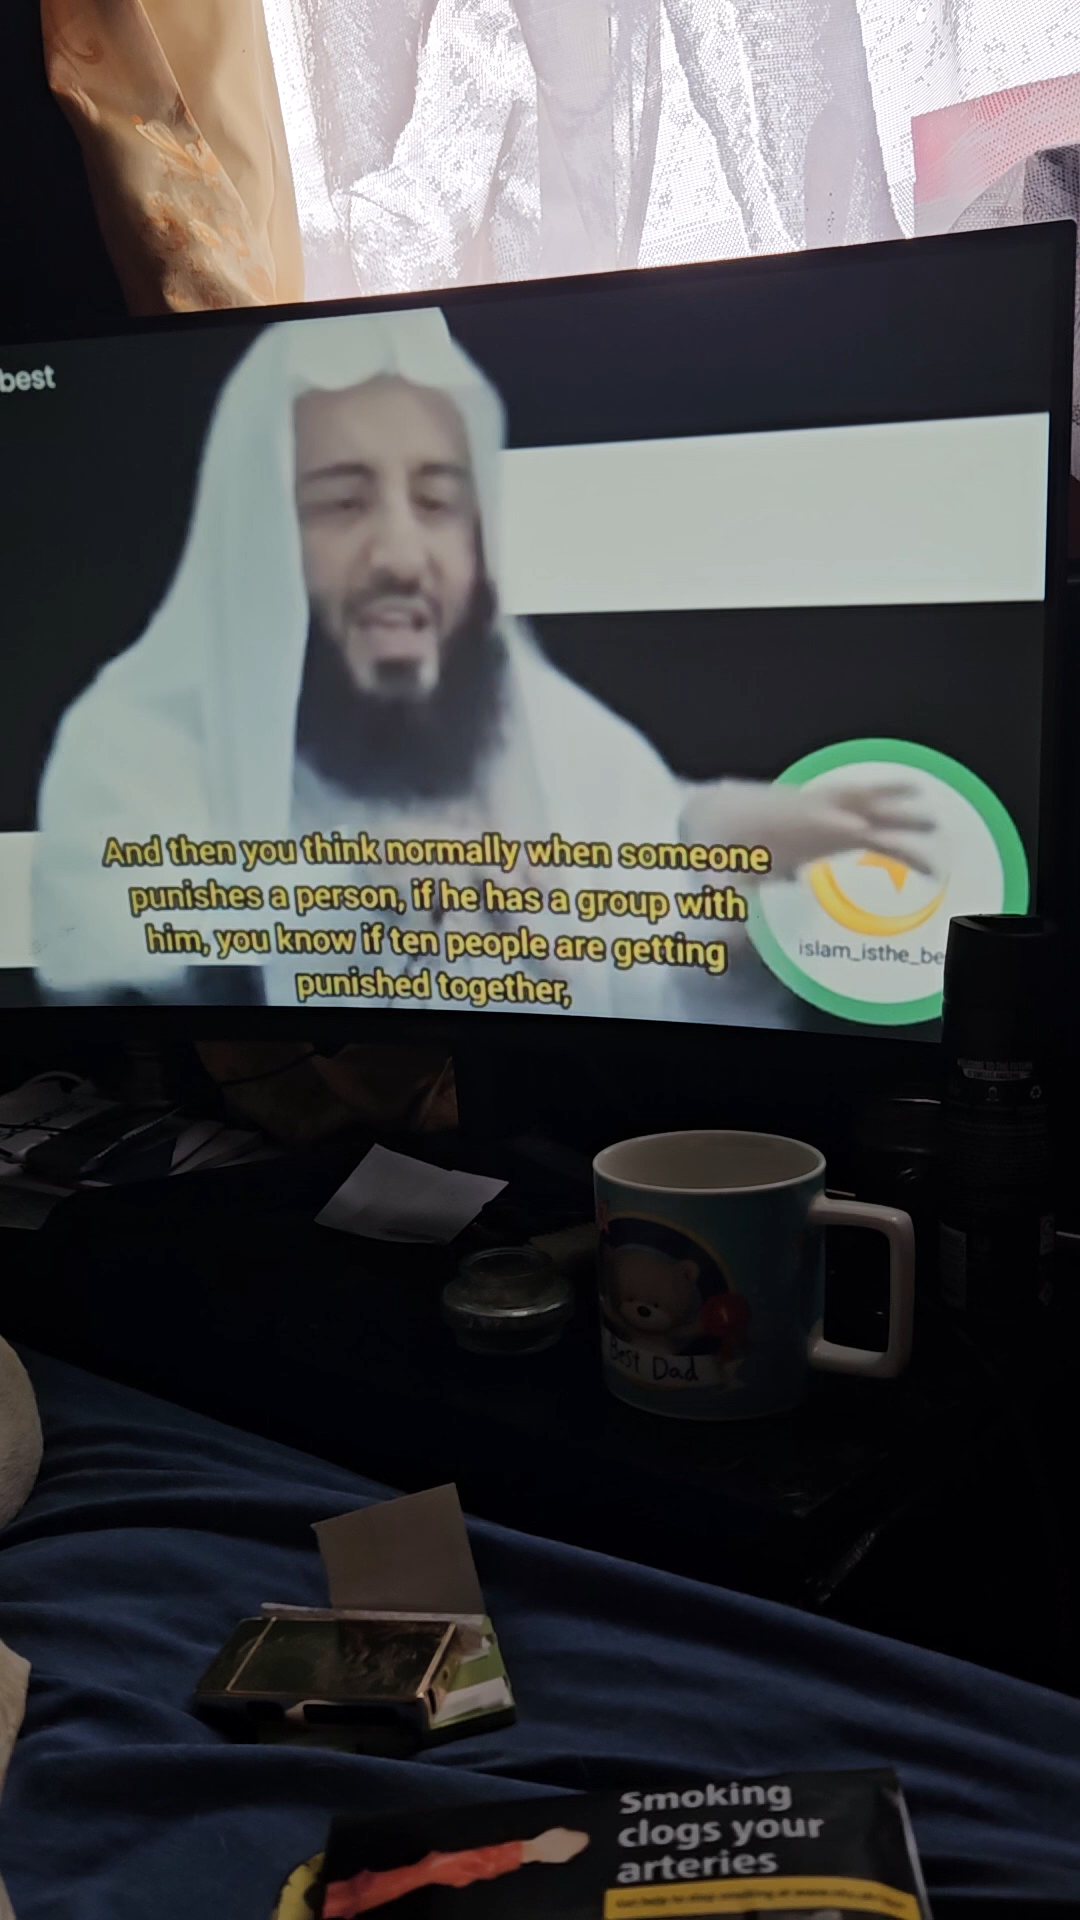 best
And then you think normally when someone
punishes a person, if he has a group with
him, you know if ten people are getting
punished together,
islam_isthe_be
Best Dad
Smoking
clogs your
arteries